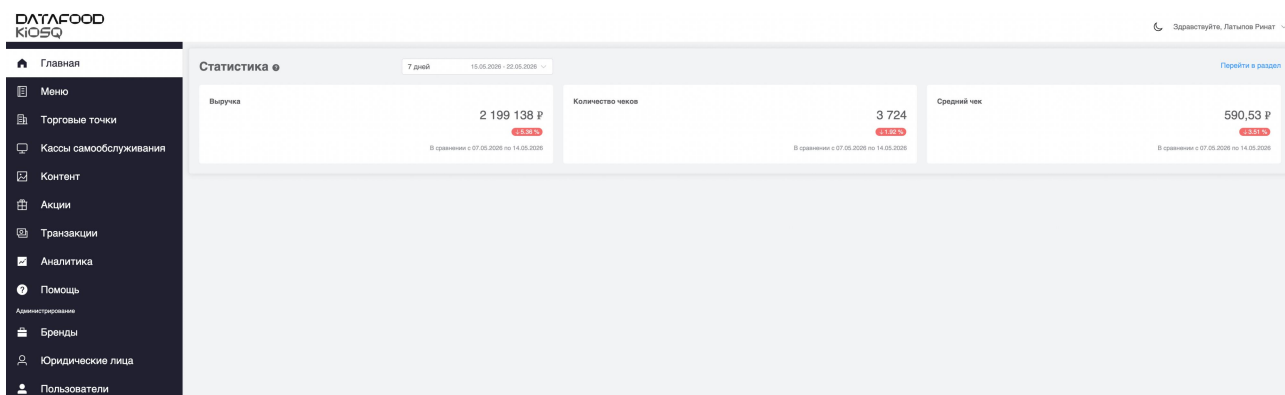 DATAFOOD
KiOSQ
Здравствуйте, Латыпов Ринат
Главная
Меню
Торговые точки
Кассы самообслуживания
Контент
Акции
Транзакции
Аналитика
Помощь
Администрирование
Бренды
Юридические лица
Пользователи
Статистика
7 дней 15.05.2026 - 22.05.2026
Перейти в раздел
Выручка
2 199 138 ₽
↓ 5.36 %
В сравнении с 07.05.2026 по 14.05.2026
Количество чеков
3 724
↓ 1.92 %
В сравнении с 07.05.2026 по 14.05.2026
Средний чек
590,53 ₽
↓ 3.51 %
В сравнении с 07.05.2026 по 14.05.2026